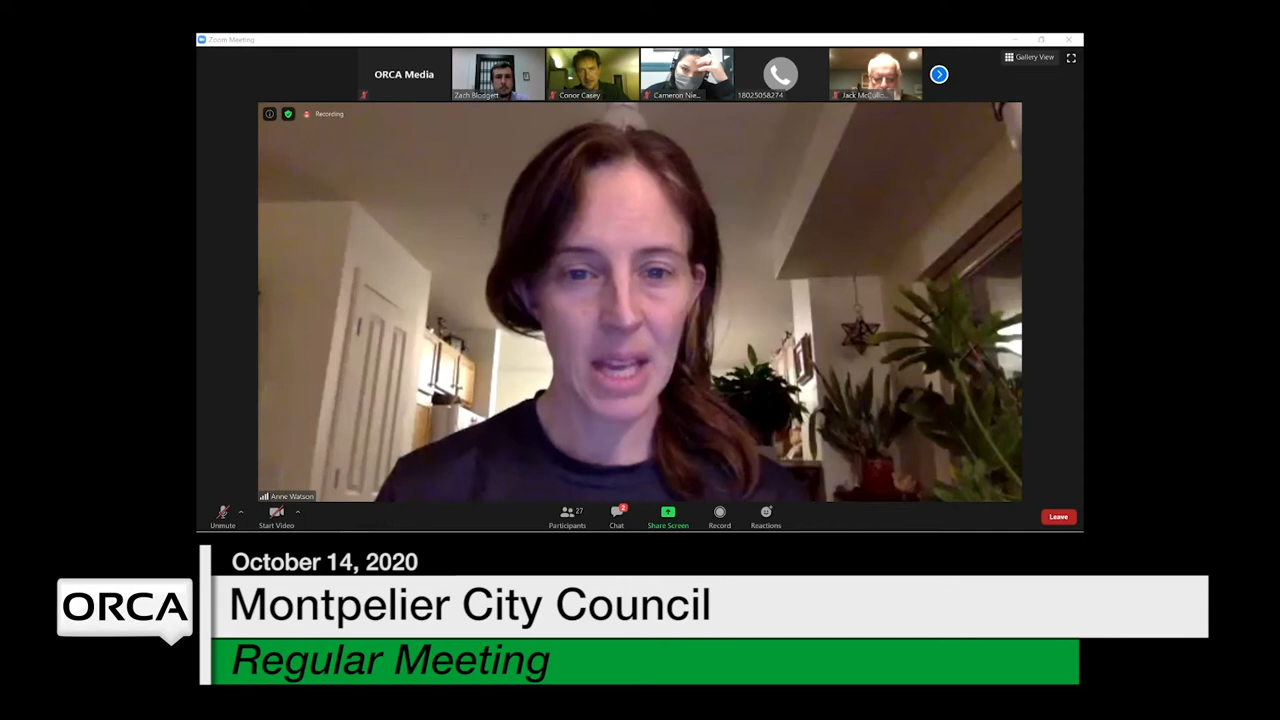 Zoom Meeting
ORCA Media
Zach Blodgett
Conor Casey
Cameron Nie...
18025058274
Jack McCullo...
Gallery View
Recording
Anne Watson
Unmute
Start Video
Participants
27
Chat
2
Share Screen
Record
Reactions
Leave
October 14, 2020
ORCA
Montpelier City Council
Regular Meeting